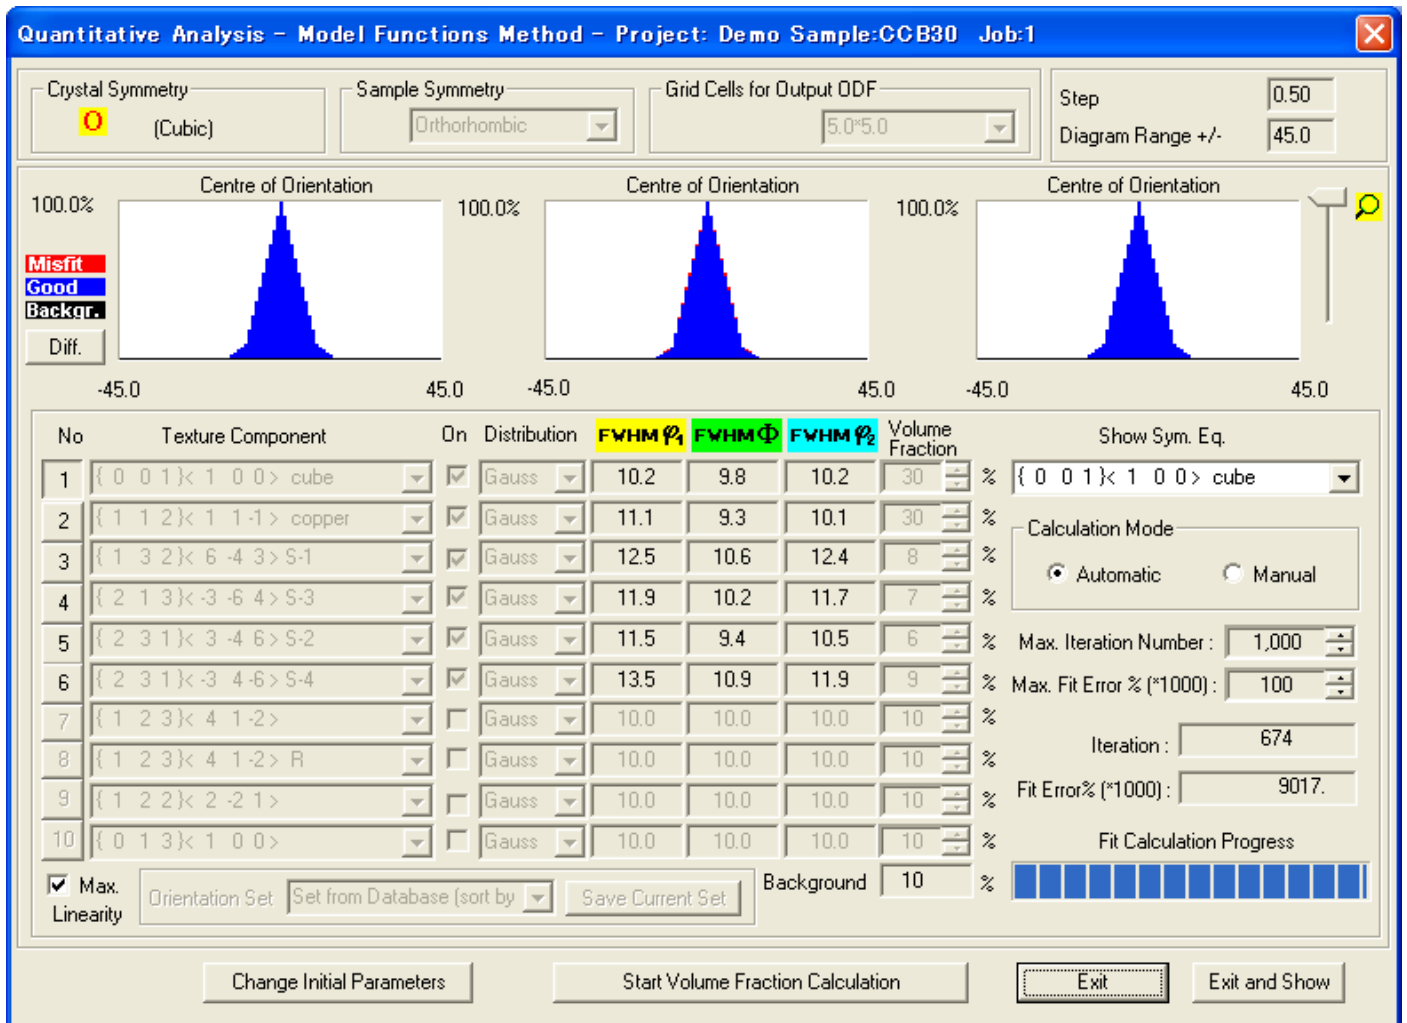 Quantitative Analysis - Model Functions Method - Project: Demo Sample:CCB30 Job:1
Crystal Symmetry
O (Cubic)
Sample Symmetry
Orthorhombic
Grid Cells for Output ODF
5.0*5.0
Step 0.50
Diagram Range +/- 45.0
Centre of Orientation Centre of Orientation Centre of Orientation
100.0% 100.0% 100.0%
Misfit
Good
Backgr.
Diff.
-45.0 45.0 -45.0 45.0 -45.0 45.0
No Texture Component On Distribution FWHM φ1 FWHM Φ FWHM φ2 Volume Fraction Show Sym. Eq.
1 { 0 0 1}< 1 0 0> cube Gauss 10.2 9.8 10.2 30 % { 0 0 1}< 1 0 0> cube
2 { 1 1 2}< 1 1 -1> copper Gauss 11.1 9.3 10.1 30 %
3 { 1 3 2}< 6 -4 3> S-1 Gauss 12.5 10.6 12.4 8 %
4 { 2 1 3}< -3 -6 4> S-3 Gauss 11.9 10.2 11.7 7 %
5 { 2 3 1}< 3 -4 6> S-2 Gauss 11.5 9.4 10.5 6 %
6 { 2 3 1}< -3 4 -6> S-4 Gauss 13.5 10.9 11.9 9 %
7 { 1 2 3}< 4 1 -2> Gauss 10.0 10.0 10.0 10 %
8 { 1 2 3}< 4 1 -2> R Gauss 10.0 10.0 10.0 10 %
9 { 1 2 2}< 2 -2 1> Gauss 10.0 10.0 10.0 10 %
10 { 0 1 3}< 1 0 0> Gauss 10.0 10.0 10.0 10 %
Calculation Mode
Automatic Manual
Max. Iteration Number : 1,000
Max. Fit Error % (*1000) : 100
Iteration : 674
Fit Error% (*1000) : 9017.
Fit Calculation Progress
Max. Linearity
Orientation Set Set from Database (sort by Save Current Set
Background 10 %
Change Initial Parameters Start Volume Fraction Calculation Exit Exit and Show